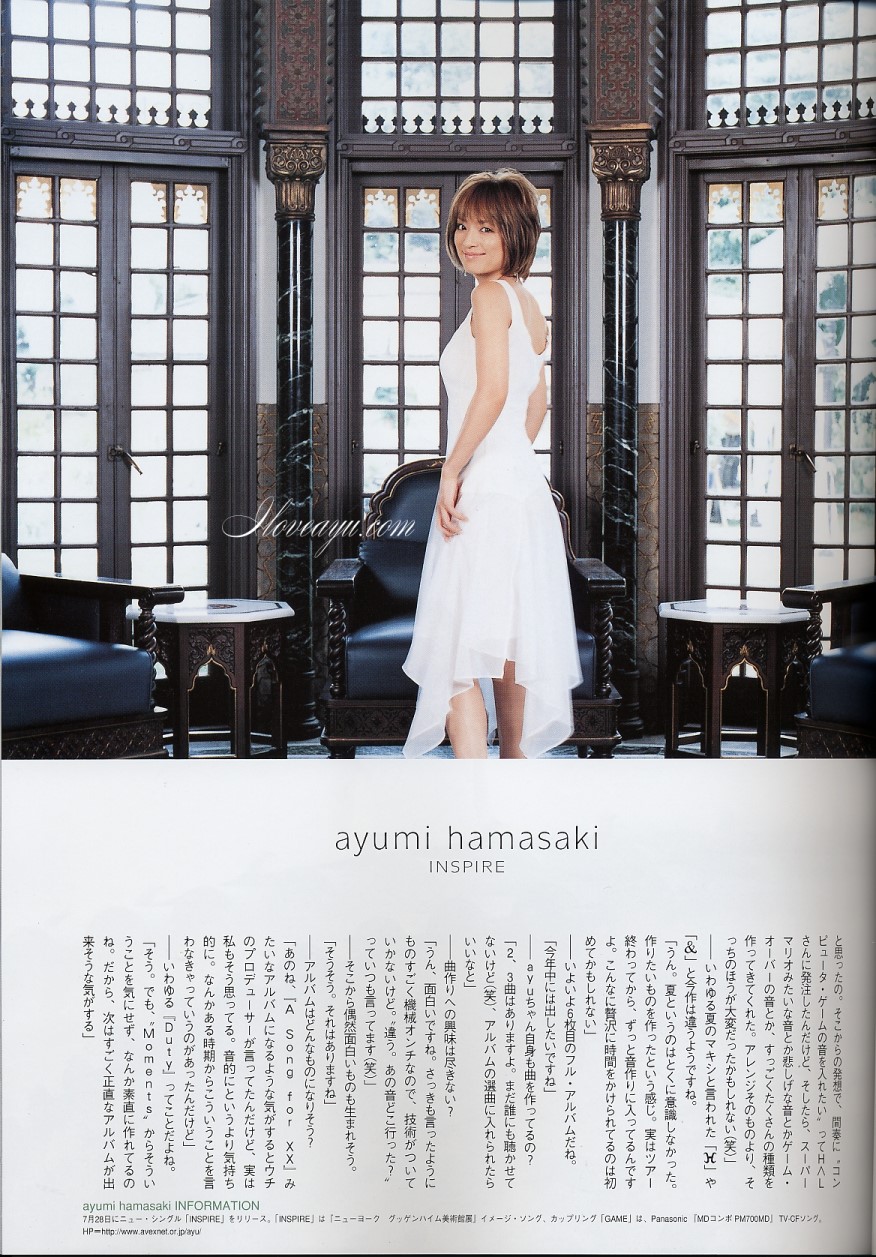 Iloveayu.com
ayumi hamasaki
INSPIRE
と思ったの。そこからの発想で、間奏に“コン
ピュータ・ゲームの音を入れたい”ってHΛL
さんに発注したんだけど、そしたら、スーパー
マリオみたいな音とか悲しげな音とかゲーム・
オーバーの音とか、すっごくたくさんの種類を
作ってきてくれた。アレンジそのものより、そ
っちのほうが大変だったかもしれない(笑)」
――いわゆる夏のマキシと言われた「H」や
「&」と今作は違うようですね。
「うん。夏というのはとくに意識しなかった。
作りたいものを作ったという感じ。実はツアー
終わってから、ずっと音作りに入ってるんです
よ。こんなに贅沢に時間をかけられてるのは初
めてかもしれない」
――いよいよ6枚目のフル・アルバムだね。
「今年中には出したいですね」
――ayuちゃん自身も曲を作ってるの?
「2、3曲はありますよ。まだ誰にも聴かせて
ないけど(笑)、アルバムの選曲に入れられたら
いいなと」
――曲作りへの興味は尽きない?
「うん、面白いですね。さっきも言ったように
ものすごく機械オンチなので、技術がついて
いかないけど。“違う。あの音どこ行った?”
っていつも言ってます(笑)」
――そこから偶然面白いものも生まれそう。
「そうそう。それはありますね」
――アルバムはどんなものになりそう?
「あのね、『A Song for XX』み
たいなアルバムになるような気がするとウチ
のプロデューサーが言ってたんだけど、実は
私もそう思ってる。音的にというより気持ち
的に。なんかある時期からこういうことを言
わなきゃっていうのがあったんだけど」
――いわゆる『Duty』ってことだよね。
「そう。でも、“Moments”からそうい
うことを気にせず、なんか素直に作れてるの
ね。だから、次はすごく正直なアルバムが出
来そうな気がする」
ayumi hamasaki INFORMATION
7月28日にニュー・シングル「INSPIRE」をリリース。「INSPIRE」は「ニューヨーク グッゲンハイム美術館展」イメージ・ソング、カップリング「GAME」は、Panasonic 「MDコンポ PM700MD」 TV-CFソング。
HP=http://www.avexnet.or.jp/ayu/